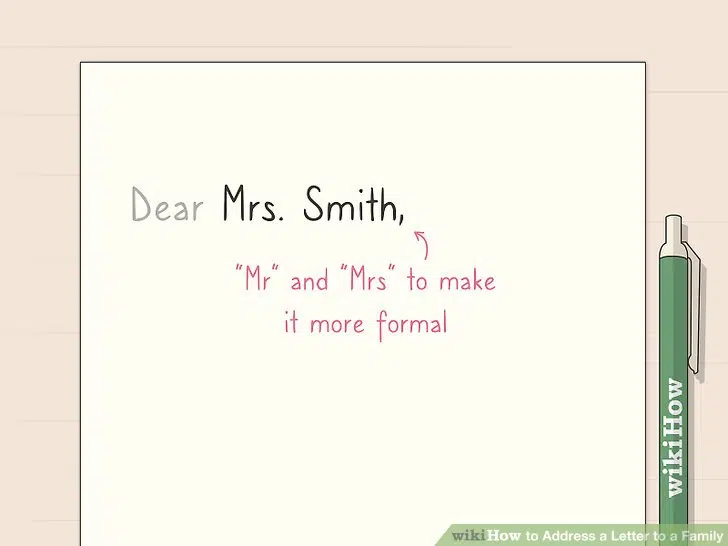 Dear Mrs. Smith,
"Mr" and "Mrs" to make
it more formal
wikiHow
wikiHow to Address a Letter to a Family